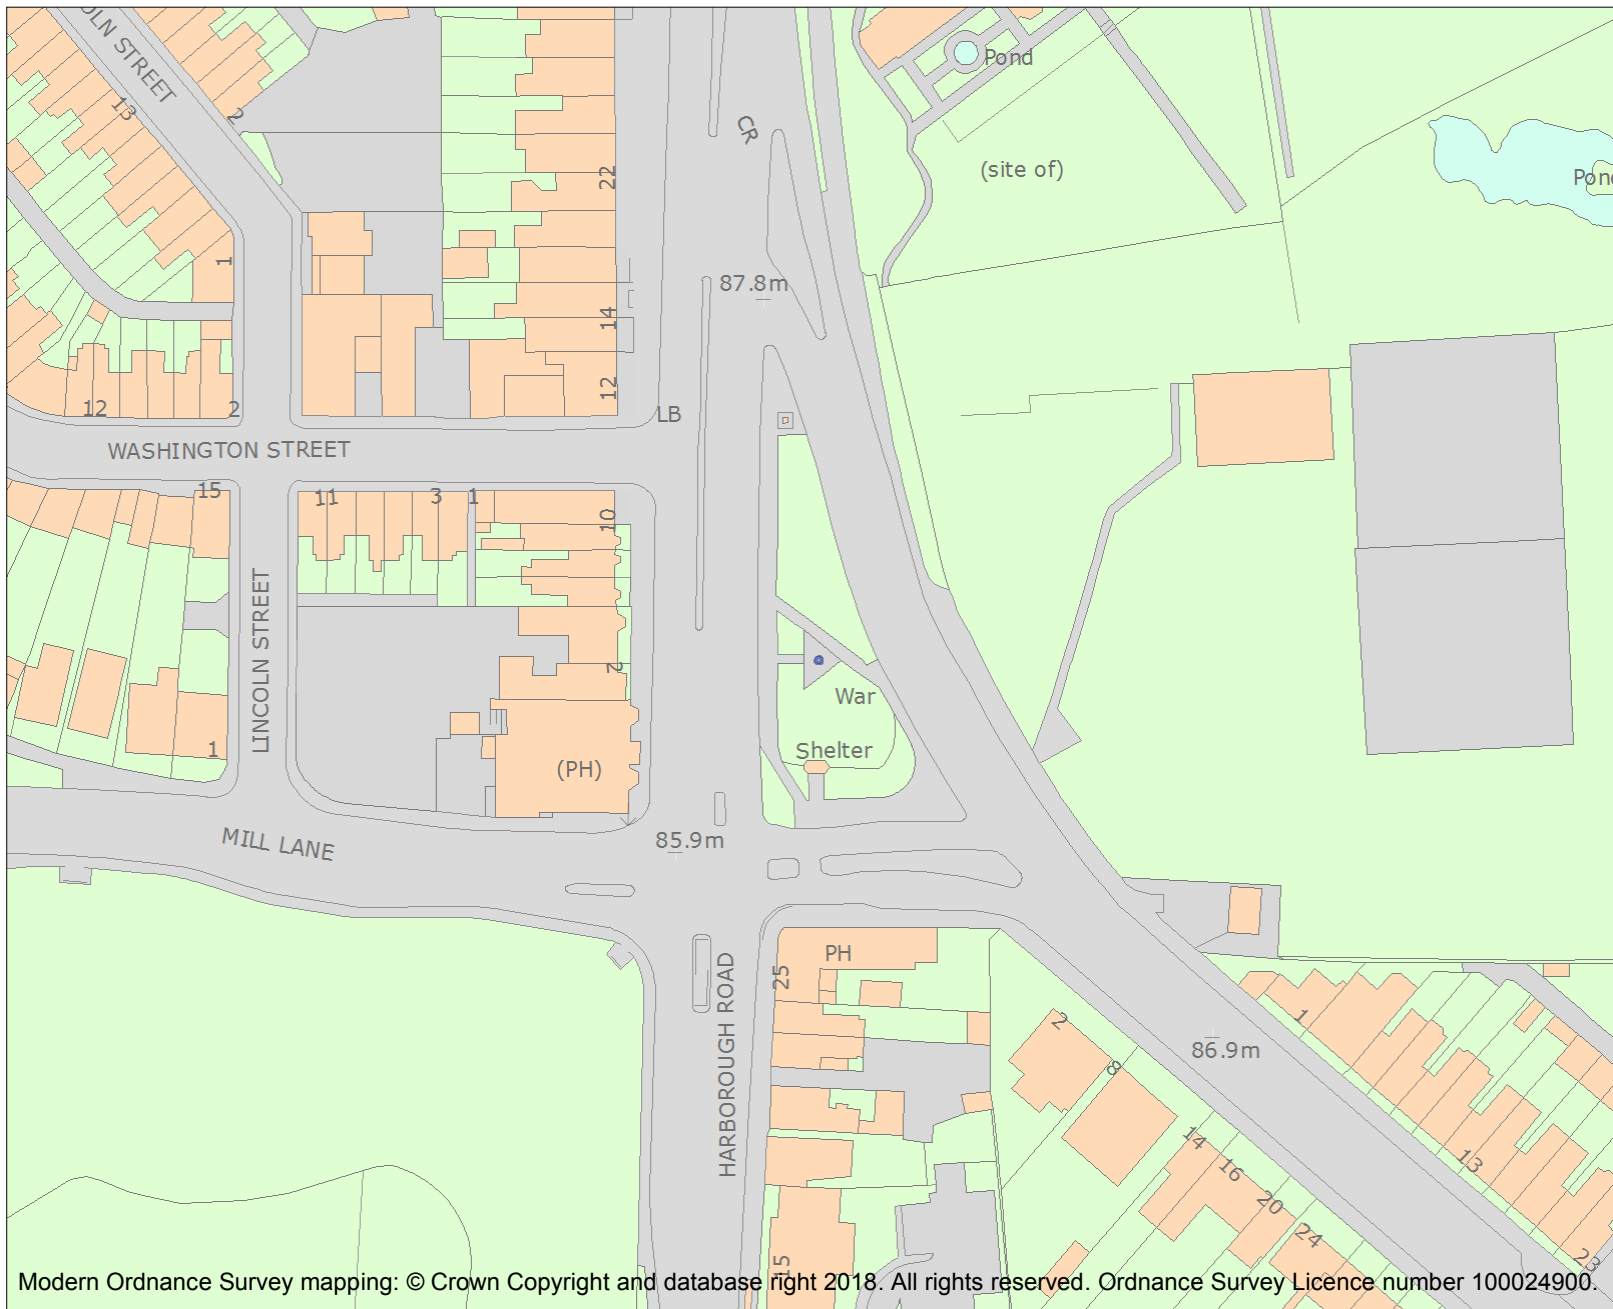 OLN STREET
13
2
22
CR
Pond
(site of)
Pon
1
87.8m
14
12
12
2
LB
WASHINGTON STREET
15
11
3
1
10
LINCOLN STREET
2
War
Shelter
1
(PH)
MILL LANE
85.9m
PH
25
HARBOROUGH ROAD
2
8
1
86.9m
14
16
20
24
13
23
15
Modern Ordnance Survey mapping: © Crown Copyright and database right 2018. All rights reserved. Ordnance Survey Licence number 100024900.